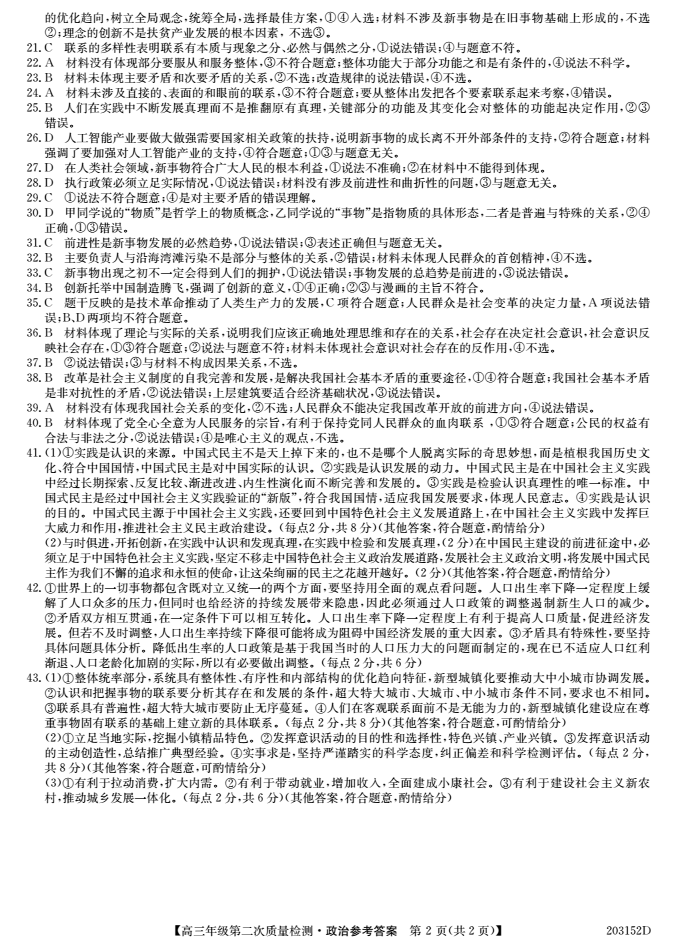 的优化趋向,树立全局观念,统筹全局,选择最佳方案,①④入选;材料不涉及新事物是在旧事物基础上形成的,不选
②;理念的创新不是扶贫产业发展的根本因素,不选③。
21. C 联系的多样性表明联系有本质与现象之分、必然与偶然之分,①说法错误;④与题意不符。
22. A 材料没有体现部分要服从和服务整体,③不符合题意;整体功能大于部分功能之和是有条件的,④说法不科学。
23. B 材料未体现主要矛盾和次要矛盾的关系,②不选;改造规律的说法错误,④不选。
24. A 材料未涉及直接的、表面的和眼前的联系,③不符合题意;要从整体出发把各个要素联系起来考察,④错误。
25. B 人们在实践中不断发展真理而不是推翻原有真理,关键部分的功能及其变化会对整体的功能起决定作用,②③
错误。
26. D 人工智能产业要做大做强需要国家相关政策的扶持,说明新事物的成长离不开外部条件的支持,②符合题意;材料
强调了要加强对人工智能产业的支持,④符合题意;①③与题意无关。
27. D 在人类社会领域,新事物符合广大人民的根本利益,①说法不准确;②在材料中不能得到体现。
28. D 执行政策必须立足实际情况,①说法错误;材料没有涉及前进性和曲折性的问题,③与题意无关。
29. C ①说法不符合题意;④是对主要矛盾的错误理解。
30. D 甲同学说的“物质”是哲学上的物质概念,乙同学说的“事物”是指物质的具体形态,二者是普遍与特殊的关系,②④
正确,①③错误。
31. C 前进性是新事物发展的必然趋势,①说法错误;③表述正确但与题意无关。
32. B 主要负责人与沿海湾滩污染不是部分与整体的关系,②错误;材料未体现人民群众的首创精神,④不选。
33. C 新事物出现之初不一定会得到人们的拥护,①说法错误;事物发展的总趋势是前进的,③说法错误。
34. B 创新托举中国制造腾飞,强调了创新的意义,①④正确;②③与漫画的主旨不符合。
35. C 题干反映的是技术革命推动了人类生产力的发展,C 项符合题意;人民群众是社会变革的决定力量,A 项说法错
误;B、D 两项均不符合题意。
36. B 材料体现了理论与实际的关系,说明我们应该正确地处理思维和存在的关系,社会存在决定社会意识,社会意识反
映社会存在,①③符合题意;②说法与题意不符;材料未体现社会意识对社会存在的反作用,④不选。
37. B ②说法错误;③与材料不构成因果关系,不选。
38. B 改革是社会主义制度的自我完善和发展,是解决我国社会基本矛盾的重要途径,①④符合题意;我国社会基本矛盾
是非对抗性的矛盾,②说法错误;上层建筑要适合经济基础状况,③说法错误。
39. A 材料没有体现我国社会关系的变化,②不选;人民群众不能决定我国改革开放的前进方向,④说法错误。
40. B 材料体现了党全心全意为人民服务的宗旨,有利于保持党同人民群众的血肉联系,①③符合题意;公民的权益有
合法与非法之分,②说法错误;④是唯心主义的观点,不选。
41. (1)①实践是认识的来源。中国式民主不是天上掉下来的,也不是哪个人脱离实际的奇思妙想,而是植根我国历史文
化、符合中国国情,中国式民主是对中国实际的认识。②实践是认识发展的动力。中国式民主是在中国社会主义实践
中经过长期探索、反复比较、渐进改进、内生性演化而不断完善和发展的。③实践是检验认识真理性的唯一标准。中
国式民主是经过中国社会主义实践验证的“新版”,符合我国国情,适应我国发展要求,体现人民意志。④实践是认识
的目的。中国式民主源于中国社会主义实践,还要回到中国特色社会主义发展道路上,在中国社会主义实践中发挥巨
大威力和作用,推进社会主义民主政治建设。(每点2分,共8分)(其他答案,符合题意,酌情给分)
(2)与时俱进,开拓创新,在实践中认识和发现真理,在实践中检验和发展真理,(2 分)在中国民主建设的前进征途中,必
须立足于中国特色社会主义实践,坚定不移走中国特色社会主义政治发展道路,发展社会主义政治文明,将发展中国式民
主作为我们不懈的追求和永恒的使命,让这朵绚丽的民主之花越开越好。(2 分)(其他答案,符合题意,酌情给分)
42. ①世界上的一切事物都包含既对立又统一的两个方面,要坚持用全面的观点看问题。人口出生率下降一定程度上缓
解了人口众多的压力,但同时也给经济的持续发展带来隐患,因此必须通过人口政策的调整遏制新生人口的减少。
②矛盾双方相互贯通,在一定条件下可以相互转化。人口出生率下降一定程度上有利于提高人口质量,促进经济发
展。但若不及时调整,人口出生率持续下降很可能将成为阻碍中国经济发展的重大因素。③矛盾具有特殊性,要坚持
具体问题具体分析。降低出生率的人口政策是基于我国当时的人口压力大的问题而制定的,现在已不适应人口红利
渐退、人口老龄化加剧的实际,所以有必要做出调整。(每点 2 分,共 6 分)
43. (1)①整体统率部分,系统具有整体性、有序性和内部结构的优化趋向特征,新型城镇化要推动大中小城市协调发展。
②认识和把握事物的联系要分析其存在和发展的条件,超大特大城市、大城市、中小城市条件不同,要求也不相同。
③联系具有普遍性,超大特大城市要防止无序蔓延。④人们在客观联系面前不是无能为力的,新型城镇化建设应在尊
重事物固有联系的基础上建立新的具体联系。(每点 2 分,共 8 分)(其他答案,符合题意,可酌情给分)
(2)①立足当地实际,挖掘小镇精品特色。②发挥意识活动的目的性和选择性,特色兴镇、产业兴镇。③发挥意识活动
的主动创造性,总结推广典型经验。④实事求是,坚持严谨踏实的科学态度,纠正偏差和科学检测评估。(每点 2 分,
共 8 分)(其他答案,符合题意,可酌情给分)
(3)①有利于拉动消费,扩大内需。②有利于带动就业,增加收入,全面建成小康社会。③有利于建设社会主义新农
村,推动城乡发展一体化。(每点 2 分,共 6 分)(其他答案,符合题意,酌情给分)
【高三年级第二次质量检测·政治参考答案 第 2 页(共 2 页)】 203152D